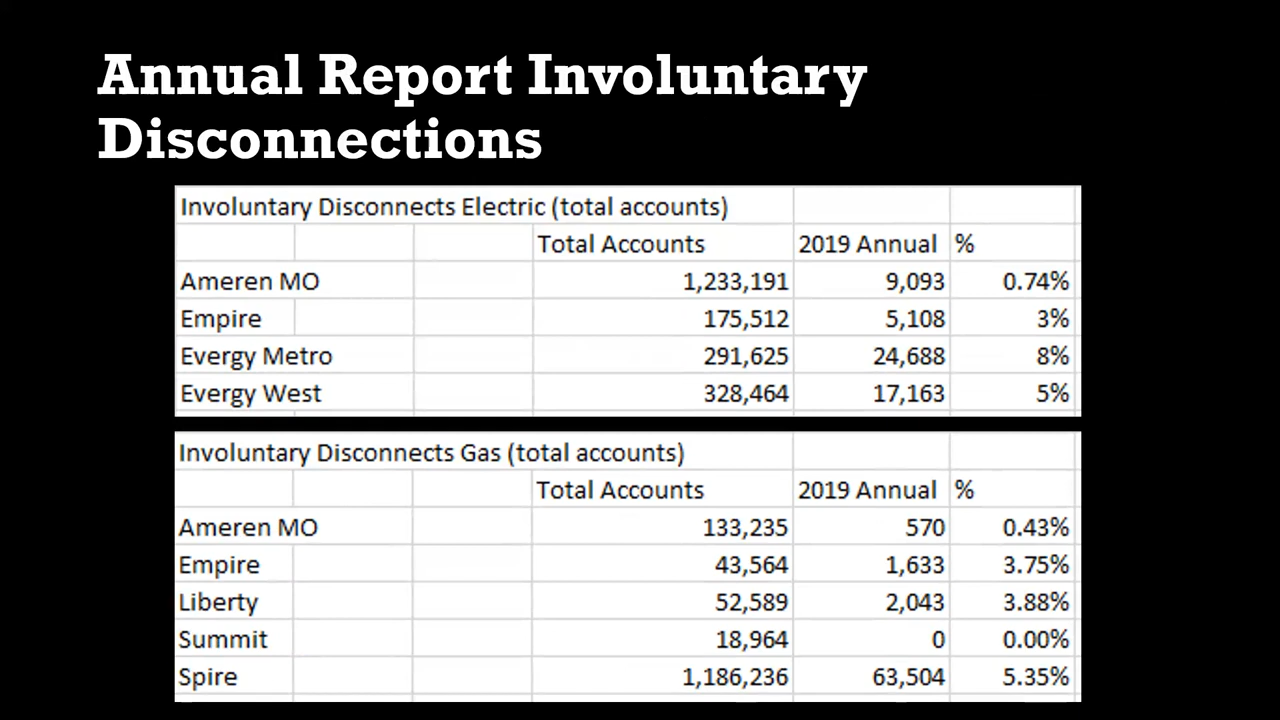 Annual Report Involuntary
Disconnections
Involuntary Disconnects Electric (total accounts)
Total Accounts 2019 Annual %
Ameren MO 1,233,191 9,093 0.74%
Empire 175,512 5,108 3%
Evergy Metro 291,625 24,688 8%
Evergy West 328,464 17,163 5%
Involuntary Disconnects Gas (total accounts)
Total Accounts 2019 Annual %
Ameren MO 133,235 570 0.43%
Empire 43,564 1,633 3.75%
Liberty 52,589 2,043 3.88%
Summit 18,964 0 0.00%
Spire 1,186,236 63,504 5.35%